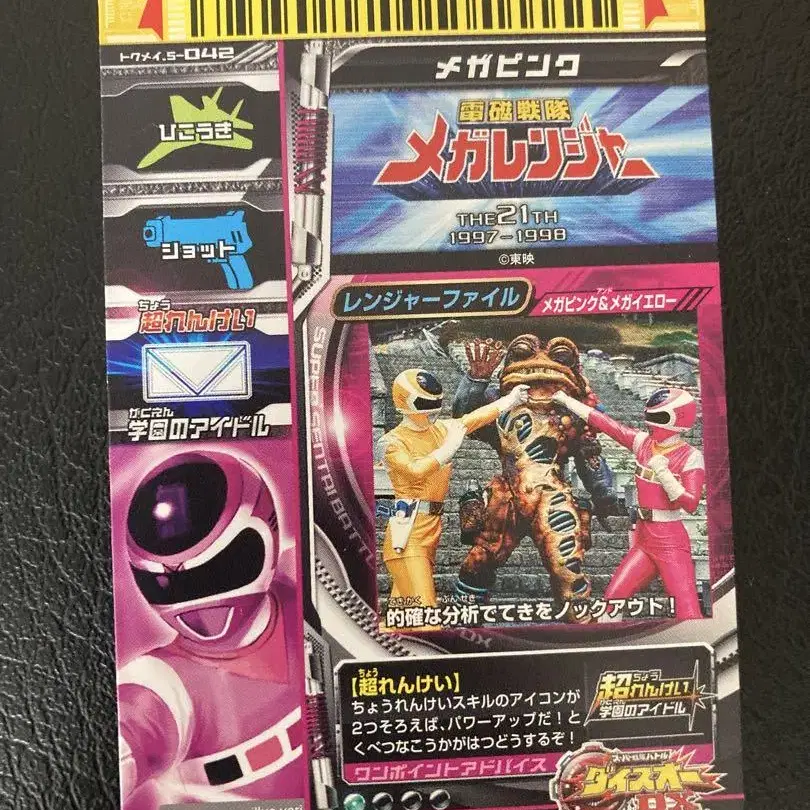 トクメイ.S-042
ひこうき
ショット
ちょう
超れんけい
がくえん
学園のアイドル
メガピンク
電磁戦隊
メガレンジャー
THE 21TH
1997-1998
©東映
レンジャーファイル
アンド
メガピンク&メガイエロー
SUPER SENTAI BATTL
てきかく ぶんせき
的確な分析でてきをノックアウト!
ちょう
【超れんけい】
ちょうれんけいスキルのアイコンが
2つそろえば、パワーアップだ!と
くべつなこうかがはつどうするぞ!
ちょう
超れんけい
がくえん
学園のアイドル
ワンポイントアドバイス
スーパー戦隊バトル
ダイスオー
DX